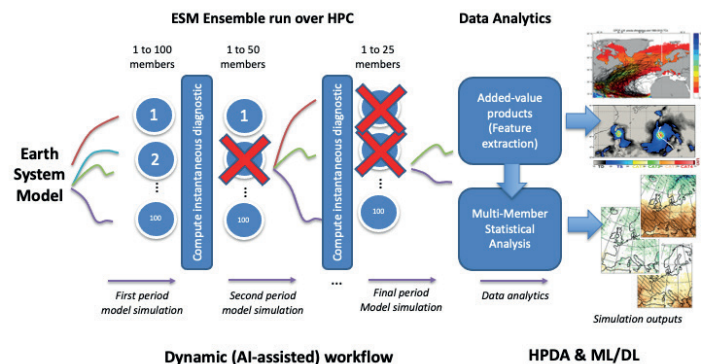 ESM Ensemble run over HPC
Data Analytics
1 to 100
members
1 to 50
members
1 to 25
members
Earth
System
Model
1
2
100
Compute instantaneous diagnostic
1
100
Compute instantaneous diagnostic
...
100
Added-value
products
(Feature
extraction)
Multi-Member
Statistical
Analysis
First period
model simulation
Second period
model simulation
Final period
Model simulation
Data analytics
Simulation outputs
Dynamic (AI-assisted) workflow
HPDA & ML/DL